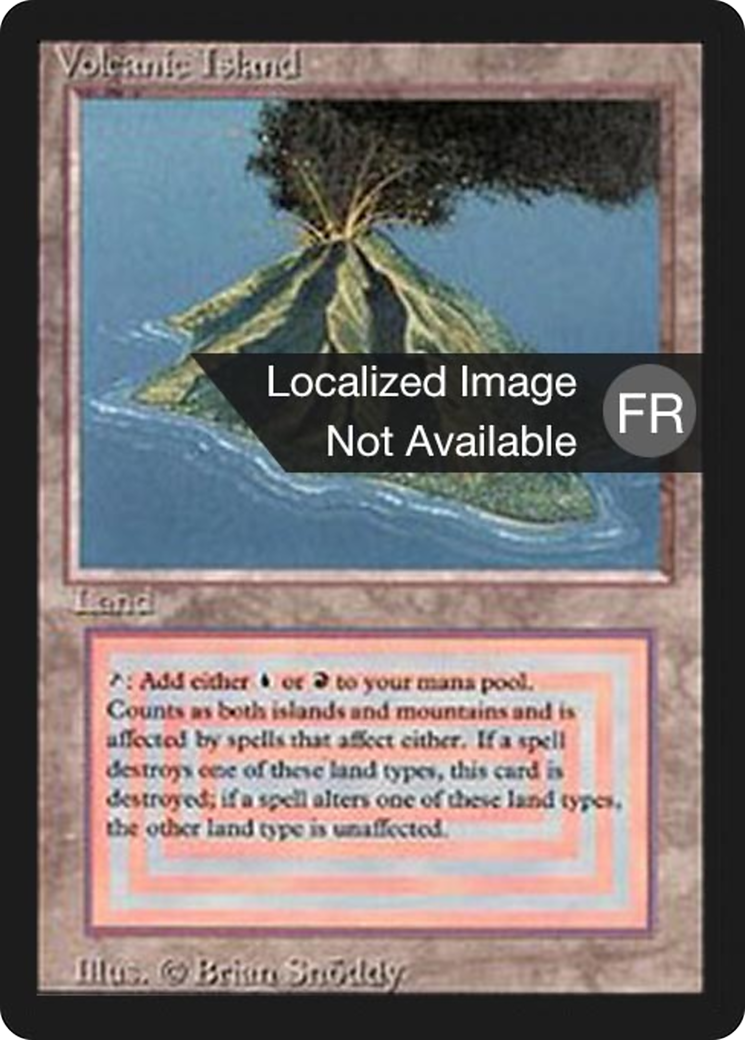 Volcanic Island
Localized Image
Not Available
FR
Land
: Add either or to your mana pool.
Counts as both islands and mountains and is
affected by spells that affect either. If a spell
destroys one of these land types, this card is
destroyed; if a spell alters one of these land types,
the other land type is unaffected.
Illus. © Brian Snõddy